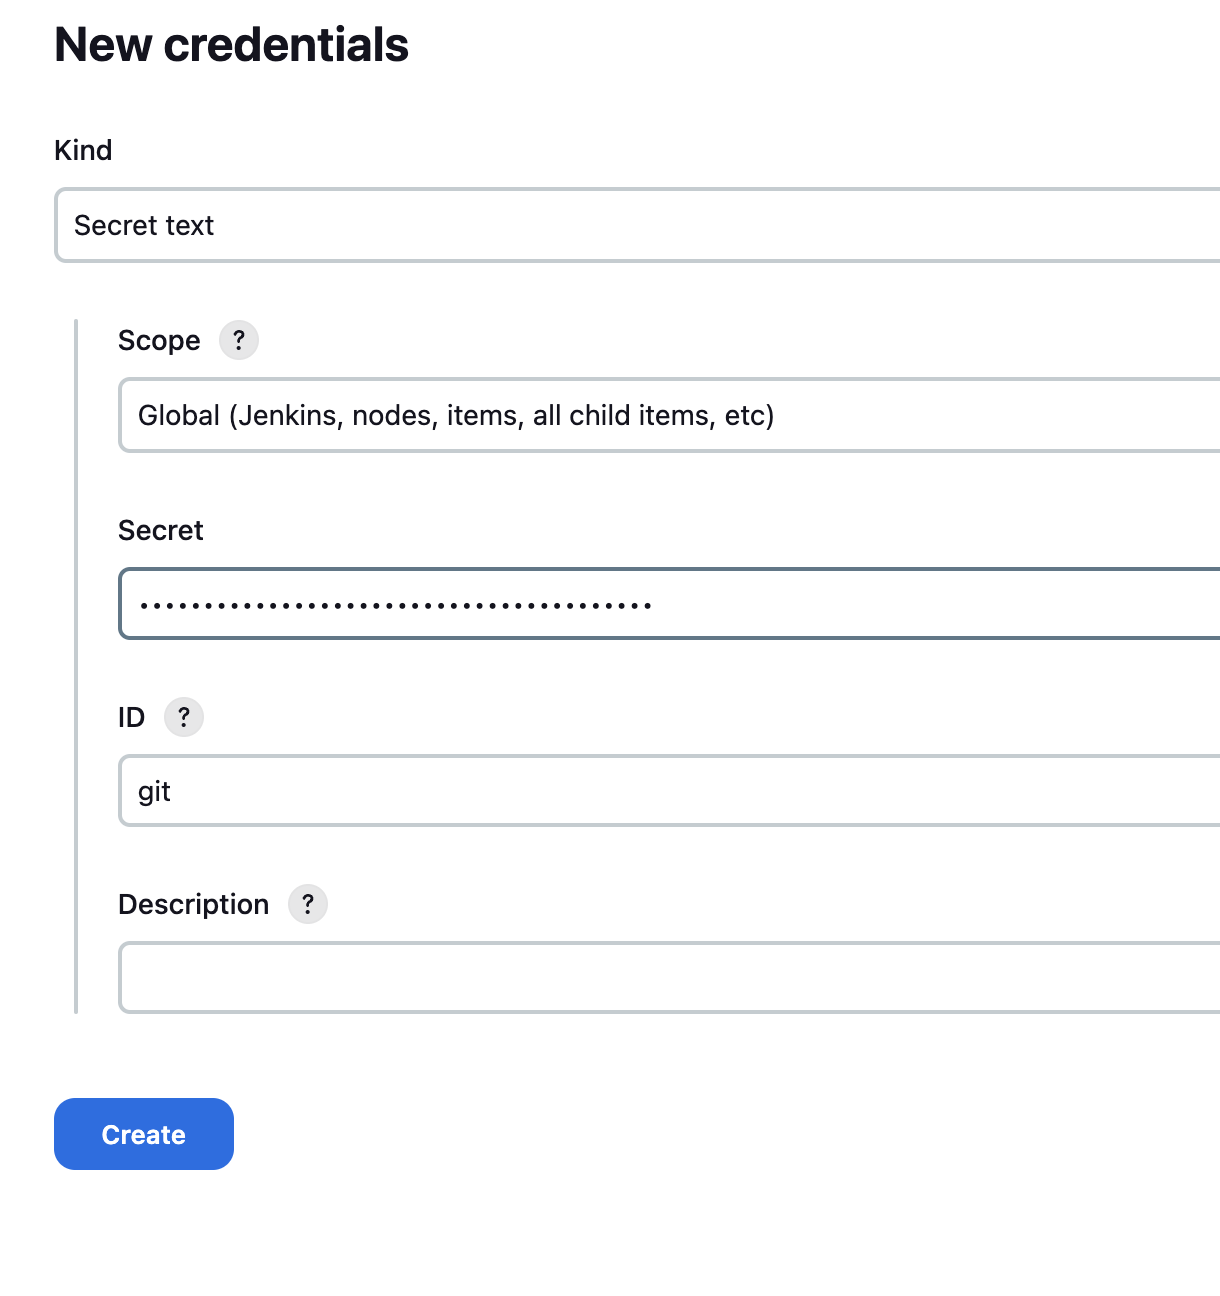 New credentials
Kind
Secret text
Scope ?
Global (Jenkins, nodes, items, all child items, etc)
Secret
••••••••••••••••••••••••••••••••••••••••
ID ?
git
Description ?
Create